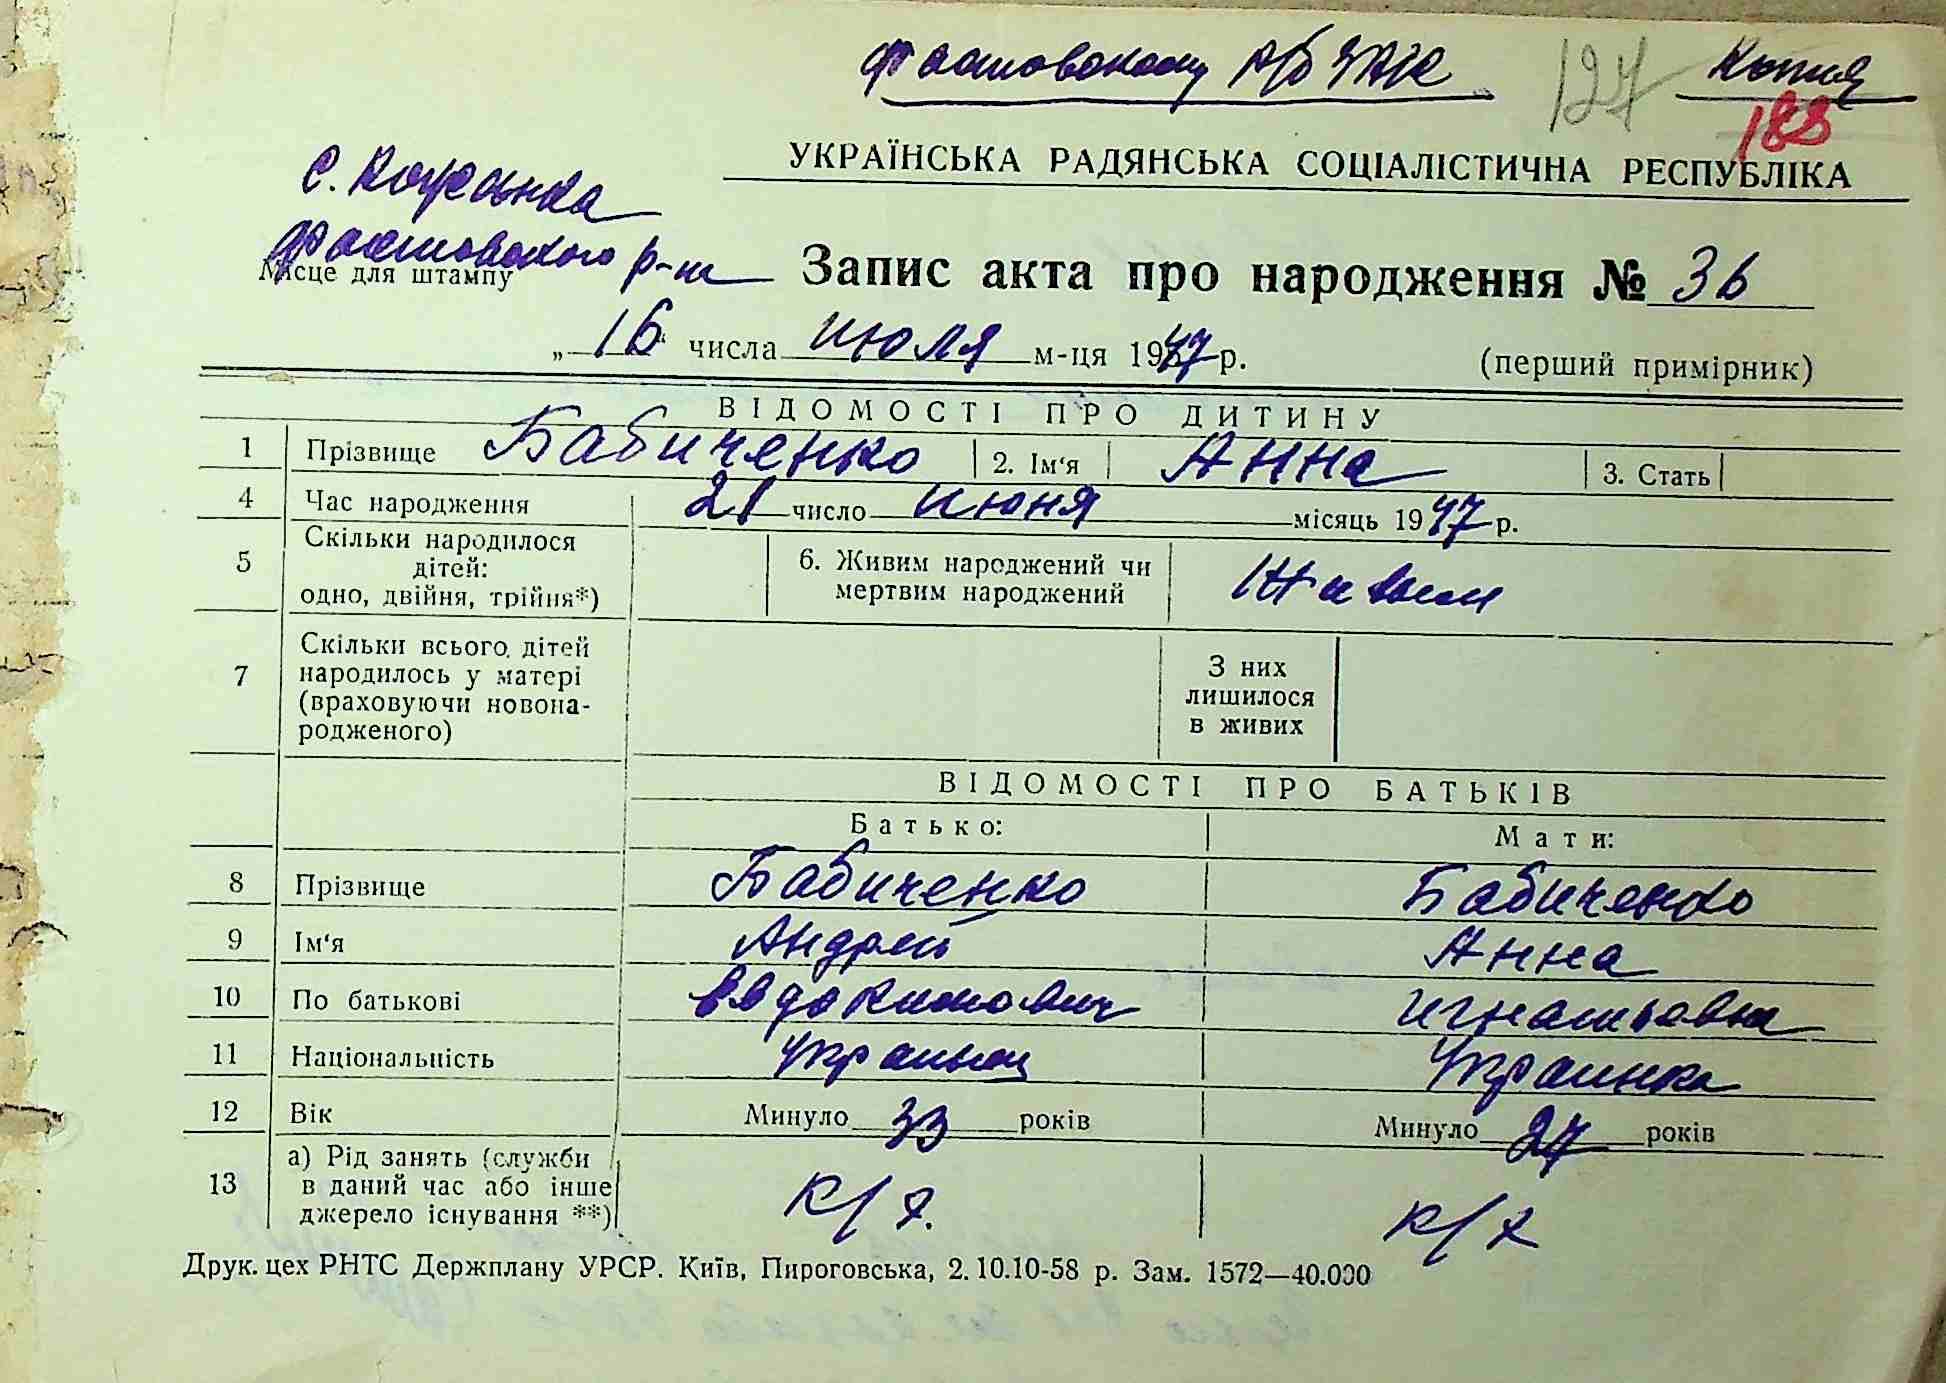 Фастовскому р/б ЗАГС 127 Копия
188
УКРАЇНСЬКА РАДЯНСЬКА СОЦІАЛІСТИЧНА РЕСПУБЛІКА
с.
Фастовского р-на
Місце для штампу
Запис акта про народження № 36
„16“ числа июля м-ця 1947 р. (перший примірник)
ВІДОМОСТІ ПРО ДИТИНУ
1 Прізвище Бабиченко 2. Ім‘я Анна 3. Стать
4 Час народження 21 число июня місяць 1947 р.
5 Скільки народилося дітей: одно, двійня, трійня*) 6. Живим народжений чи мертвим народжений Живым
7 Скільки всього дітей народилось у матері (враховуючи новона-родженого) З них лишилося в живих
ВІДОМОСТІ ПРО БАТЬКІВ
Батько: Мати:
8 Прізвище Бабиченко Бабиченко
9 Ім‘я Андрей Анна
10 По батькові Евдокимович Игнатьевна
11 Національність Украинец Украинка
12 Вік Минуло 33 років Минуло 27 років
13 а) Рід занять (служби в даний час або інше джерело існування **) к/х. к/х
Друк. цех РНТС Держплану УРСР. Київ, Пироговська, 2. 10.10-58 р. Зам. 1572—40.000